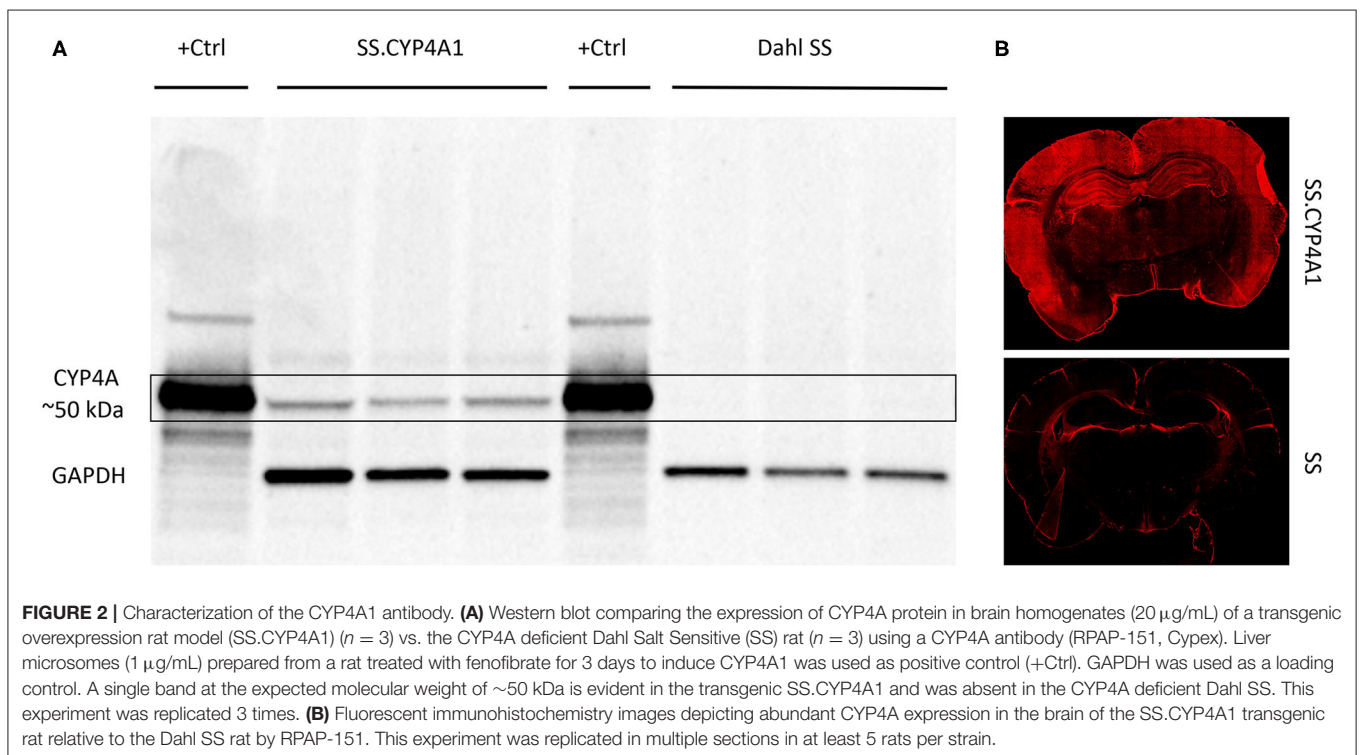 A
+Ctrl
SS.CYP4A1
+Ctrl
Dahl SS
B
CYP4A
~50 kDa
GAPDH
SS.CYP4A1
SS
FIGURE 2 | Characterization of the CYP4A1 antibody. (A) Western blot comparing the expression of CYP4A protein in brain homogenates (20 μg/mL) of a transgenic
overexpression rat model (SS.CYP4A1) (n = 3) vs. the CYP4A deficient Dahl Salt Sensitive (SS) rat (n = 3) using a CYP4A antibody (RPAP-151, Cypex). Liver
microsomes (1 μg/mL) prepared from a rat treated with fenofibrate for 3 days to induce CYP4A1 was used as positive control (+Ctrl). GAPDH was used as a loading
control. A single band at the expected molecular weight of ~50 kDa is evident in the transgenic SS.CYP4A1 and was absent in the CYP4A deficient Dahl SS. This
experiment was replicated 3 times. (B) Fluorescent immunohistochemistry images depicting abundant CYP4A expression in the brain of the SS.CYP4A1 transgenic
rat relative to the Dahl SS rat by RPAP-151. This experiment was replicated in multiple sections in at least 5 rats per strain.